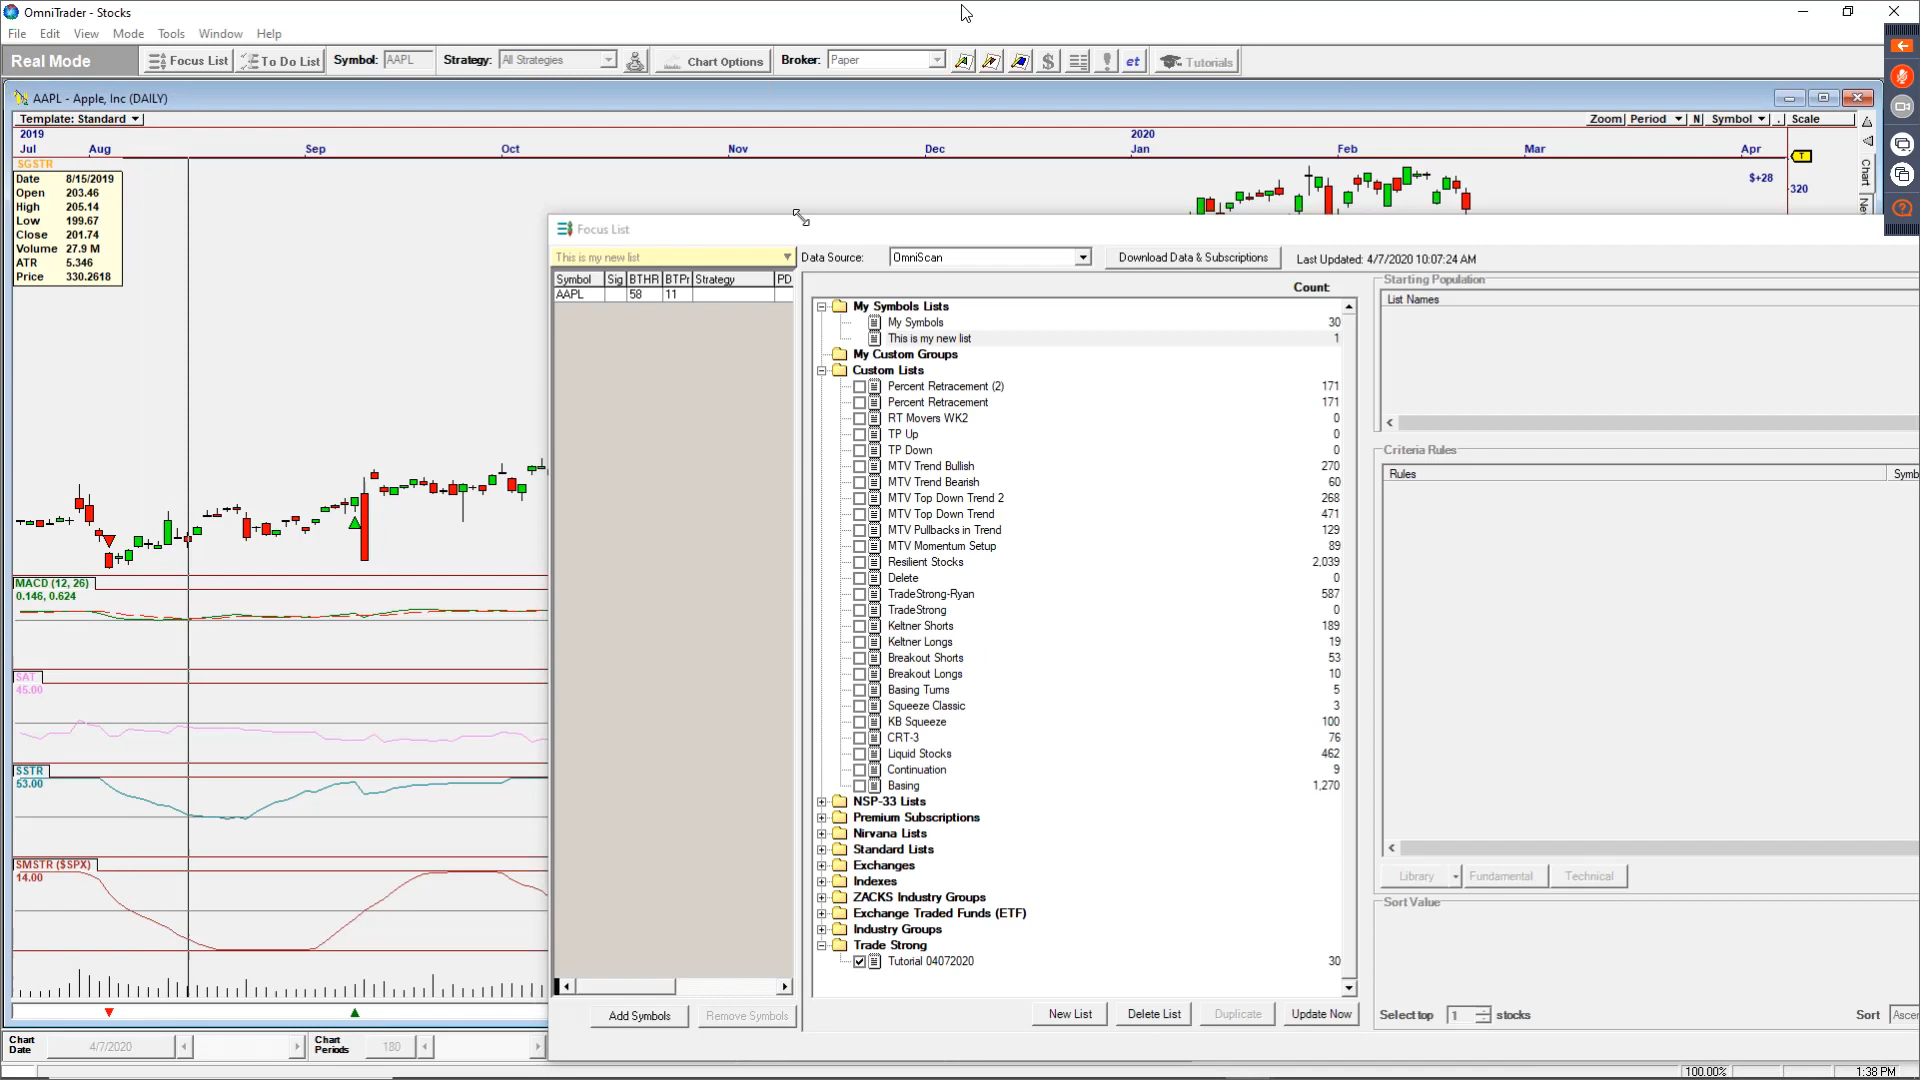 OmniTrader - Stocks
File Edit View Mode Tools Window Help
Real Mode Focus List To Do List Symbol: AAPL Strategy: All Strategies Chart Options Broker: Paper $ ! et Tutorials
AAPL - Apple, Inc (DAILY)
Template: Standard Zoom Period N Symbol . Scale
2019 2020
Jul Aug Sep Oct Nov Dec Jan Feb Mar Apr
SGSTR T
Date 8/15/2019
Open 203.46
High 205.14
Low 199.67
Close 201.74
Volume 27.9 M
ATR 5.346
Price 330.2618
$+28 320
Chart
Ne
MACD (12, 26)
0.146, 0.624
SAT
45.00
SSTR
53.00
SMSTR ($SPX)
14.00
Focus List
This is my new list Data Source: OmniScan Download Data & Subscriptions Last Updated: 4/7/2020 10:07:24 AM
Symbol Sig BTHR BTPr Strategy PD
AAPL 58 11
Count
My Symbols Lists
My Symbols 30
This is my new list 1
My Custom Groups
Custom Lists
Percent Retracement (2) 171
Percent Retracement 171
RT Movers WK2 0
TP Up 0
TP Down 0
MTV Trend Bullish 270
MTV Trend Bearish 60
MTV Top Down Trend 2 268
MTV Top Down Trend 471
MTV Pullbacks in Trend 129
MTV Momentum Setup 89
Resilient Stocks 2,039
Delete 0
TradeStrong-Ryan 587
TradeStrong 0
Keltner Shorts 189
Keltner Longs 19
Breakout Shorts 53
Breakout Longs 10
Basing Turns 5
Squeeze Classic 3
KB Squeeze 100
CRT-3 76
Liquid Stocks 462
Continuation 9
Basing 1,270
NSP-33 Lists
Premium Subscriptions
Nirvana Lists
Standard Lists
Exchanges
Indexes
ZACKS Industry Groups
Exchange Traded Funds (ETF)
Industry Groups
Trade Strong
Tutorial 04072020 30
Starting Population
List Names
Criteria Rules
Rules Symb
Library Fundamental Technical
Sort Value
Select top 1 stocks Sort Ascer
Add Symbols Remove Symbols New List Delete List Duplicate Update Now
Chart Date 4/7/2020 Chart Periods 180
100.00% 1:38 PM